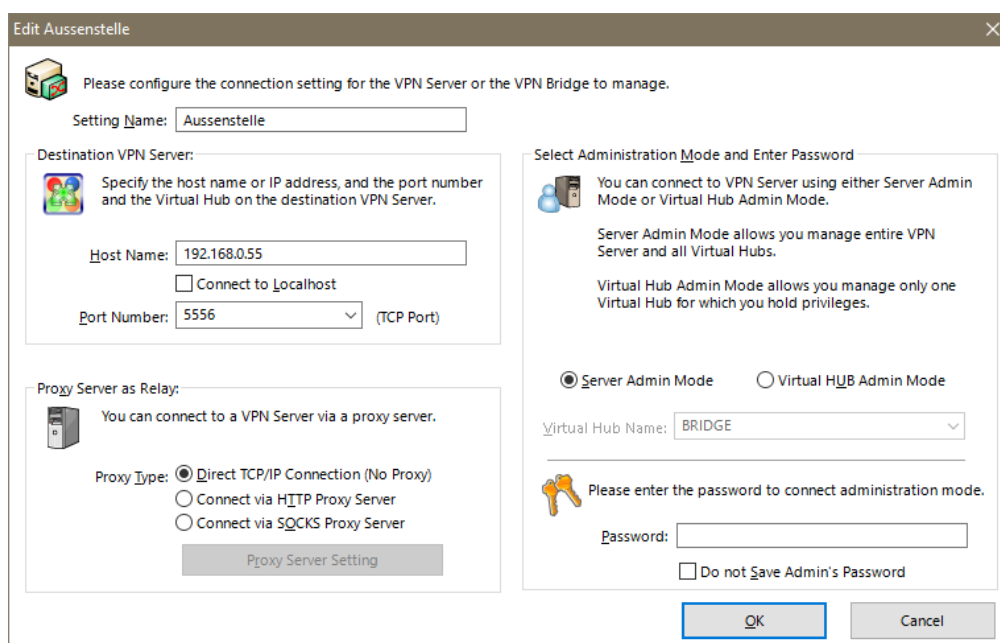 Edit Aussenstelle
Please configure the connection setting for the VPN Server or the VPN Bridge to manage.
Setting Name: Aussenstelle
Destination VPN Server:
Specify the host name or IP address, and the port number
and the Virtual Hub on the destination VPN Server.
Host Name: 192.168.0.55
Connect to Localhost
Port Number: 5556 (TCP Port)
Proxy Server as Relay:
You can connect to a VPN Server via a proxy server.
Proxy Type: Direct TCP/IP Connection (No Proxy)
Connect via HTTP Proxy Server
Connect via SOCKS Proxy Server
Proxy Server Setting
Select Administration Mode and Enter Password
You can connect to VPN Server using either Server Admin
Mode or Virtual Hub Admin Mode.
Server Admin Mode allows you manage entire VPN
Server and all Virtual Hubs.
Virtual Hub Admin Mode allows you manage only one
Virtual Hub for which you hold privileges.
Server Admin Mode Virtual HUB Admin Mode
Virtual Hub Name: BRIDGE
Please enter the password to connect administration mode.
Password:
Do not Save Admin's Password
OK Cancel